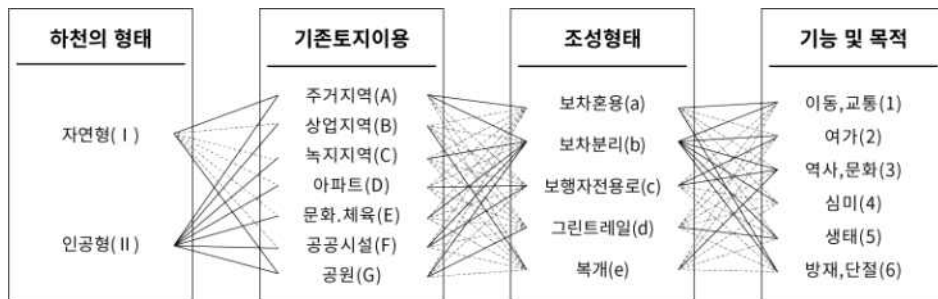 하천의 형태
자연형(Ⅰ)
인공형(Ⅱ)
기존토지이용
주거지역(A)
상업지역(B)
녹지지역(C)
아파트(D)
문화.체육(E)
공공시설(F)
공원(G)
조성형태
보차혼용(a)
보차분리(b)
보행자전용로(c)
그린트레일(d)
복개(e)
기능 및 목적
이동,교통(1)
여가(2)
역사,문화(3)
심미(4)
생태(5)
방재,단절(6)